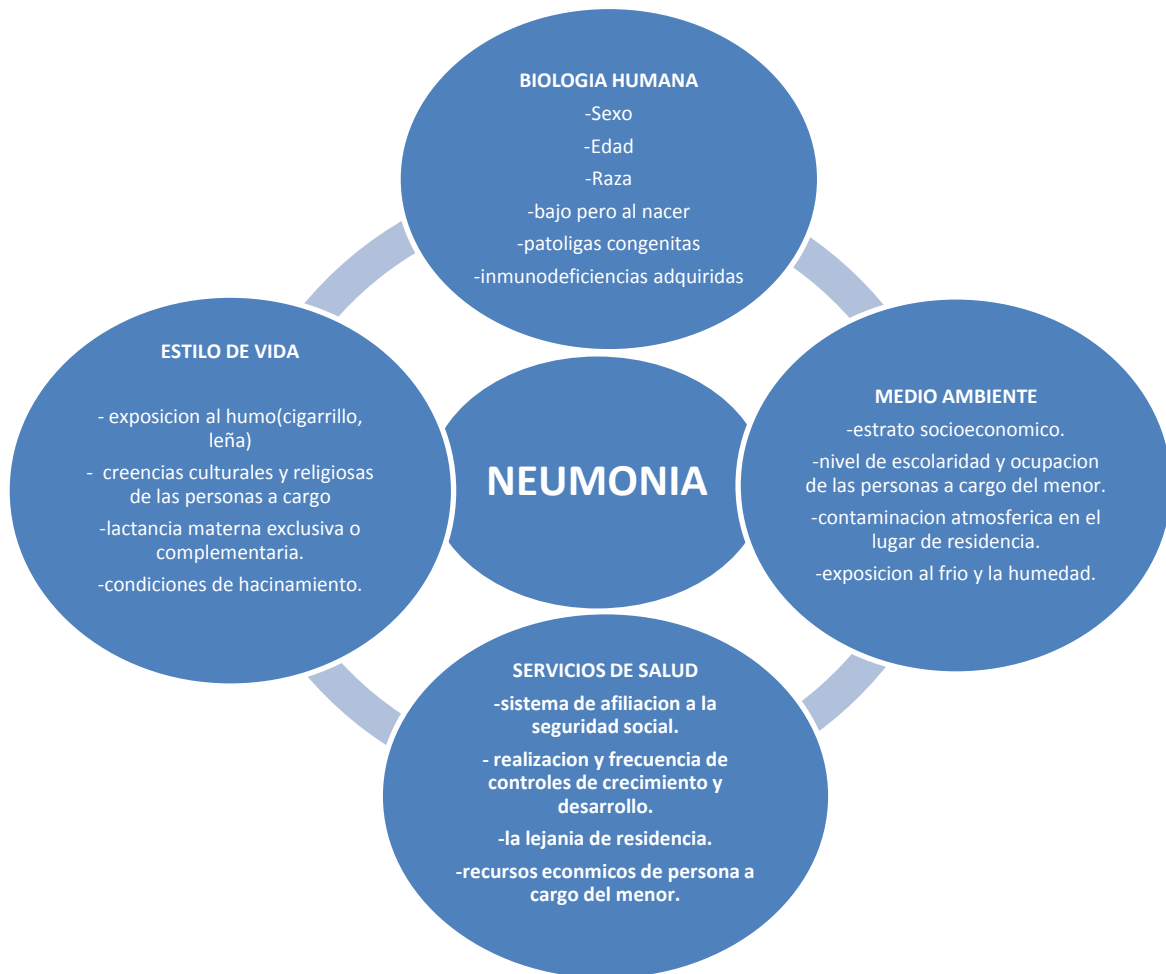 BIOLOGIA HUMANA
-Sexo
-Edad
-Raza
-bajo pero al nacer
-patoligas congenitas
-inmunodeficiencias adquiridas
ESTILO DE VIDA
- exposicion al humo(cigarrillo,
leña)
- creencias culturales y religiosas
de las personas a cargo
-lactancia materna exclusiva o
complementaria.
-condiciones de hacinamiento.
NEUMONIA
MEDIO AMBIENTE
-estrato socioeconomico.
-nivel de escolaridad y ocupacion
de las personas a cargo del menor.
-contaminacion atmosferica en el
lugar de residencia.
-exposicion al frio y la humedad.
SERVICIOS DE SALUD
-sistema de afiliacion a la
seguridad social.
- realizacion y frecuencia de
controles de crecimiento y
desarrollo.
-la lejania de residencia.
-recursos econmicos de persona a
cargo del menor.